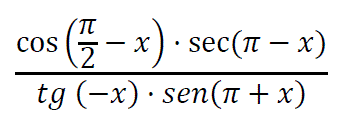 cos (π/2 − x) · sec(π − x)
tg (−x) · sen(π + x)